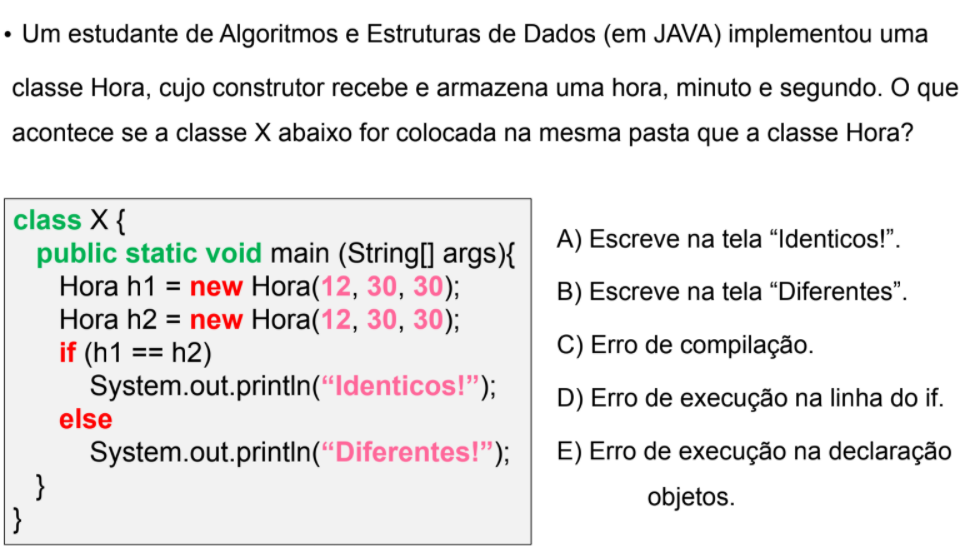 • Um estudante de Algoritmos e Estruturas de Dados (em JAVA) implementou uma
classe Hora, cujo construtor recebe e armazena uma hora, minuto e segundo. O que
acontece se a classe X abaixo for colocada na mesma pasta que a classe Hora?
class X {
public static void main (String[] args){
Hora h1 = new Hora(12, 30, 30);
Hora h2 = new Hora(12, 30, 30);
if (h1 == h2)
System.out.println(“Identicos!”);
else
System.out.println(“Diferentes!”);
}
}
A) Escreve na tela “Identicos!”.
B) Escreve na tela “Diferentes”.
C) Erro de compilação.
D) Erro de execução na linha do if.
E) Erro de execução na declaração
objetos.